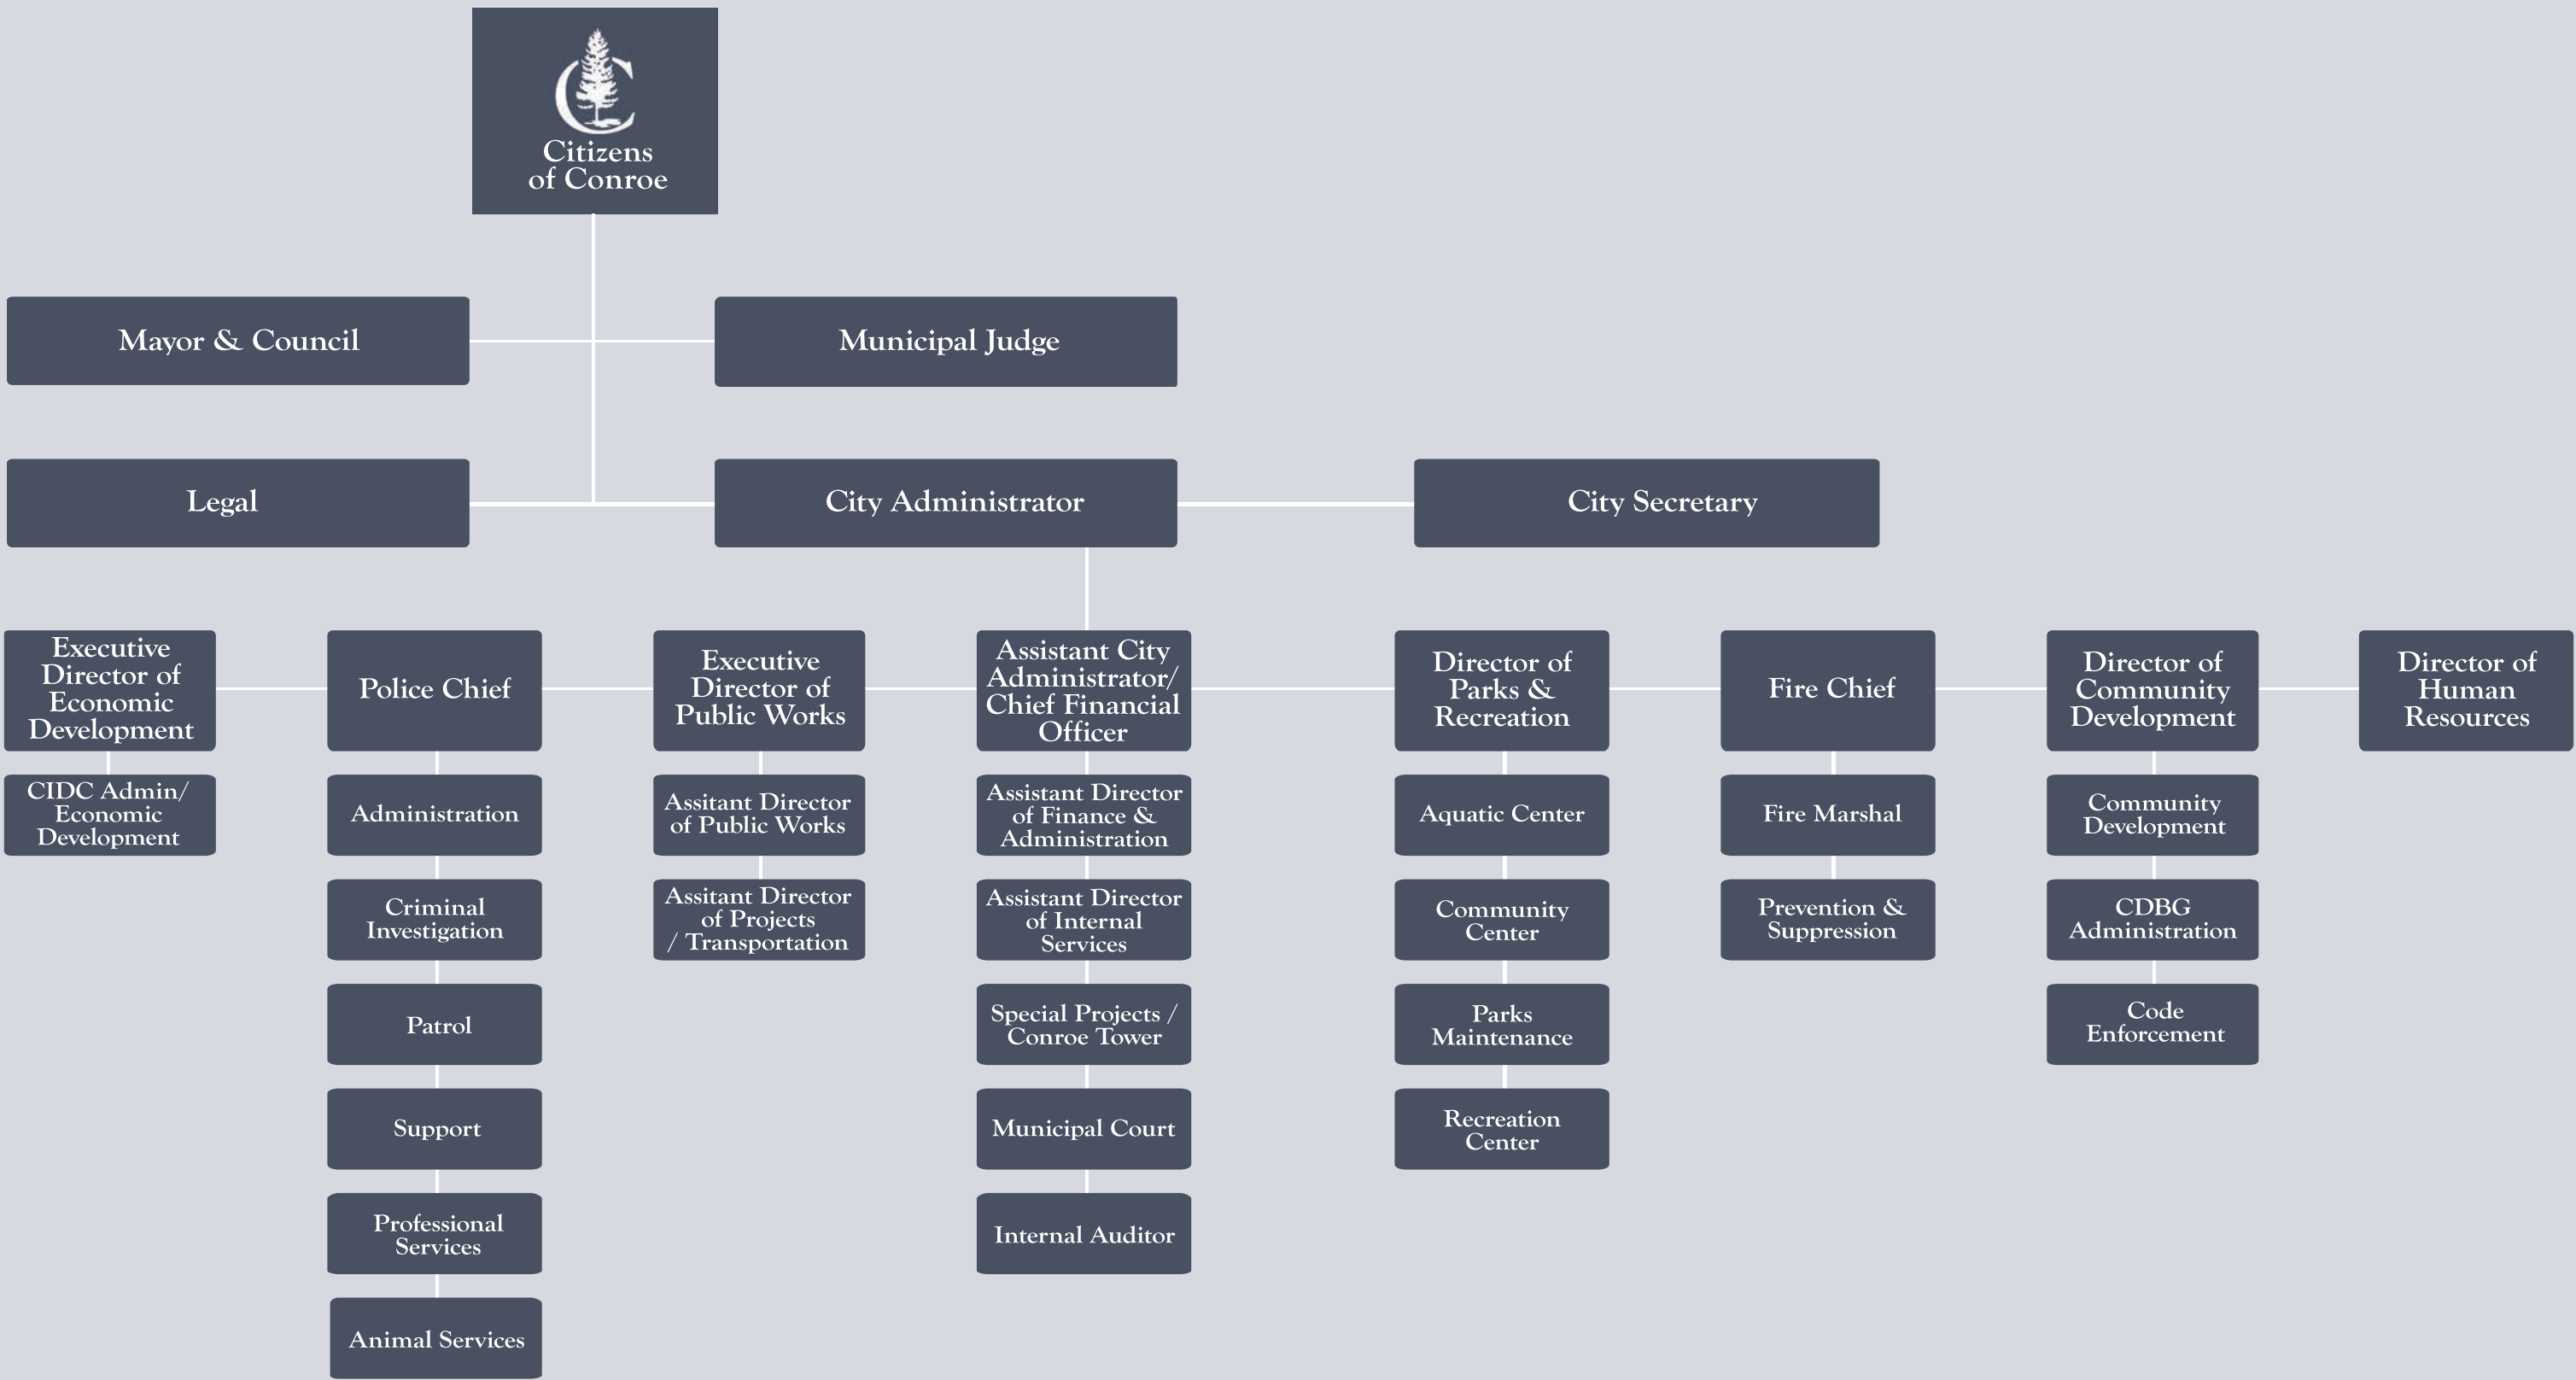 Citizens
of Conroe
Mayor & Council
Municipal Judge
Legal
City Administrator
City Secretary
Executive
Director of
Economic
Development
Police Chief
Executive
Director of
Public Works
Assistant City
Administrator/
Chief Financial
Officer
Director of
Parks &
Recreation
Fire Chief
Director of
Community
Development
Director of
Human
Resources
CIDC Admin/
Economic
Development
Administration
Criminal
Investigation
Patrol
Support
Professional
Services
Animal Services
Assitant Director
of Public Works
Assitant Director
of Projects
/ Transportation
Assistant Director
of Finance &
Administration
Assistant Director
of Internal
Services
Special Projects /
Conroe Tower
Municipal Court
Internal Auditor
Aquatic Center
Community
Center
Parks
Maintenance
Recreation
Center
Fire Marshal
Prevention &
Suppression
Community
Development
CDBG
Administration
Code
Enforcement